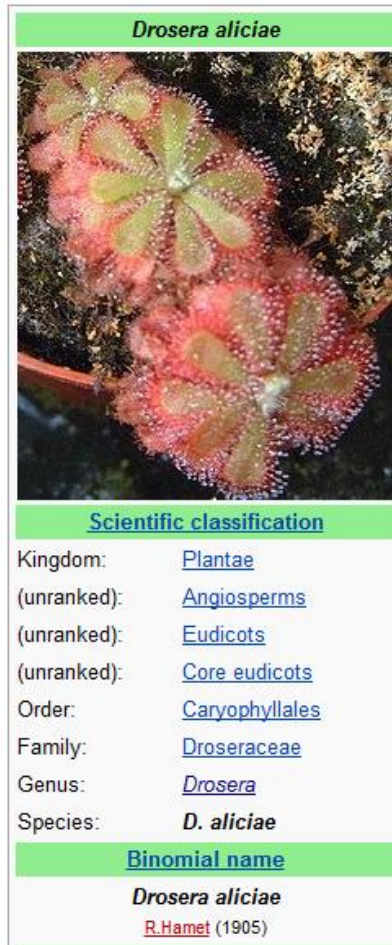 Drosera aliciae
Scientific classification
Kingdom: Plantae
(unranked): Angiosperms
(unranked): Eudicots
(unranked): Core eudicots
Order: Caryophyllales
Family: Droseraceae
Genus: Drosera
Species: D. aliciae
Binomial name
Drosera aliciae
R.Hamet (1905)